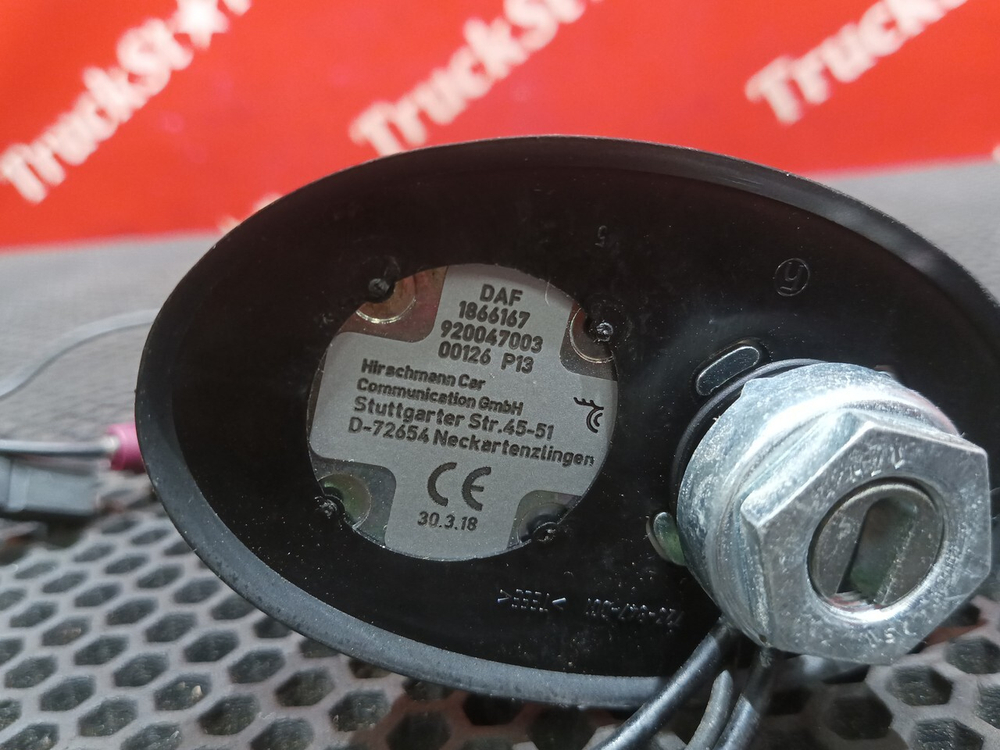 TruckSt★r
TruckSt
Truck
DAF
1866167
920047003
00126 P13
Hirschmann Car
Communication GmbH
Stuttgarter Str.45-51
D-72654 Neckartenzlingen
CE
30.3.18